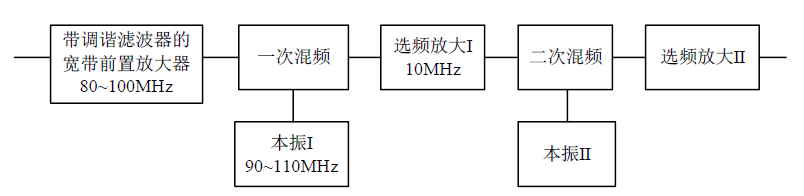 带调谐滤波器的
宽带前置放大器
80~100MHz
一次混频
选频放大Ⅰ
10MHz
二次混频
选频放大Ⅱ
本振Ⅰ
90~110MHz
本振Ⅱ